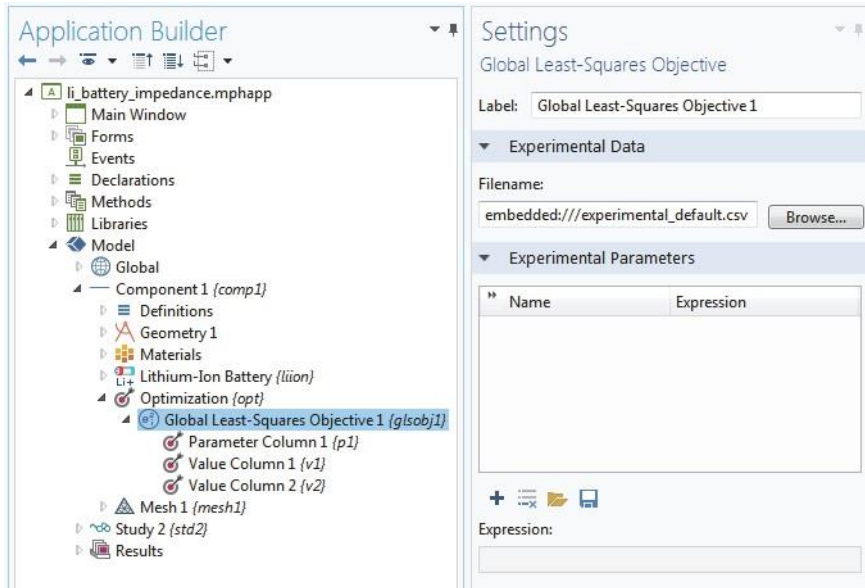 Application Builder
li_battery_impedance.mphapp
Main Window
Forms
Events
Declarations
Methods
Libraries
Model
Global
Component 1 {comp1}
Definitions
Geometry 1
Materials
Lithium-Ion Battery {liion}
Optimization {opt}
Global Least-Squares Objective 1 {glsobj1}
Parameter Column 1 {p1}
Value Column 1 {v1}
Value Column 2 {v2}
Mesh 1 {mesh1}
Study 2 {std2}
Results
Settings
Global Least-Squares Objective
Label: Global Least-Squares Objective 1
Experimental Data
Filename:
embedded:///experimental_default.csv Browse...
Experimental Parameters
Name Expression
Expression: